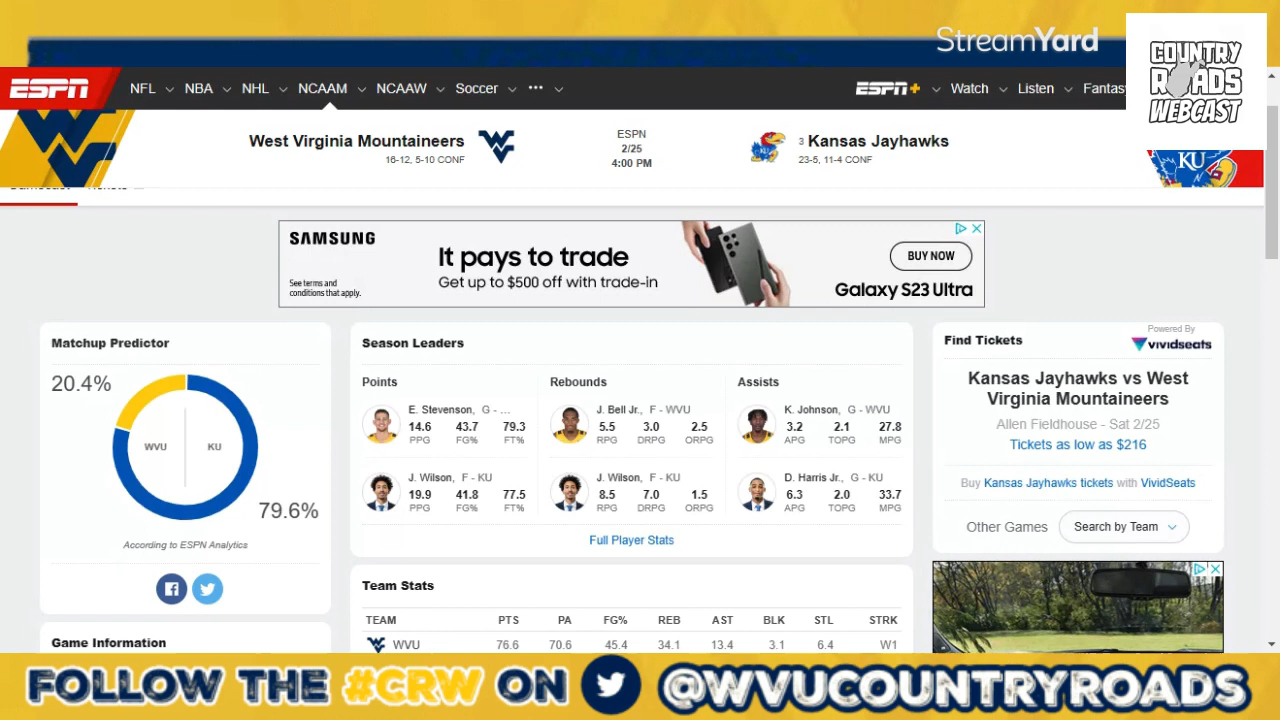 StreamYard
COUNTRY
ROADS
WEBCAST
ESPN
NFL
NBA
NHL
NCAAM
NCAAW
Soccer
ESPN+
Watch
Listen
Fantasy
West Virginia Mountaineers
16-12, 5-10 CONF
ESPN
2/25
4:00 PM
3 Kansas Jayhawks
23-5, 11-4 CONF
KU
SAMSUNG
See terms and
conditions that apply.
It pays to trade
Get up to $500 off with trade-in
BUY NOW
Galaxy S23 Ultra
Matchup Predictor
20.4%
WVU
KU
79.6%
According to ESPN Analytics
Season Leaders
Points
Rebounds
Assists
E. Stevenson, G - ...
14.6 43.7 79.3
PPG FG% FT%
J. Bell Jr., F - WVU
5.5 3.0 2.5
RPG DRPG ORPG
K. Johnson, G - WVU
3.2 2.1 27.8
APG TOPG MPG
J. Wilson, F - KU
19.9 41.8 77.5
PPG FG% FT%
J. Wilson, F - KU
8.5 7.0 1.5
RPG DRPG ORPG
D. Harris Jr., G - KU
6.3 2.0 33.7
APG TOPG MPG
Full Player Stats
Find Tickets
Powered By
vividseats
Kansas Jayhawks vs West
Virginia Mountaineers
Allen Fieldhouse - Sat 2/25
Tickets as low as $216
Buy Kansas Jayhawks tickets with VividSeats
Other Games
Search by Team
Team Stats
TEAM PTS PA FG% REB AST BLK STL STRK
WVU 76.6 70.6 45.4 34.1 13.4 3.1 6.4 W1
Game Information
FOLLOW THE #CRW ON @WVUCOUNTRYROADS